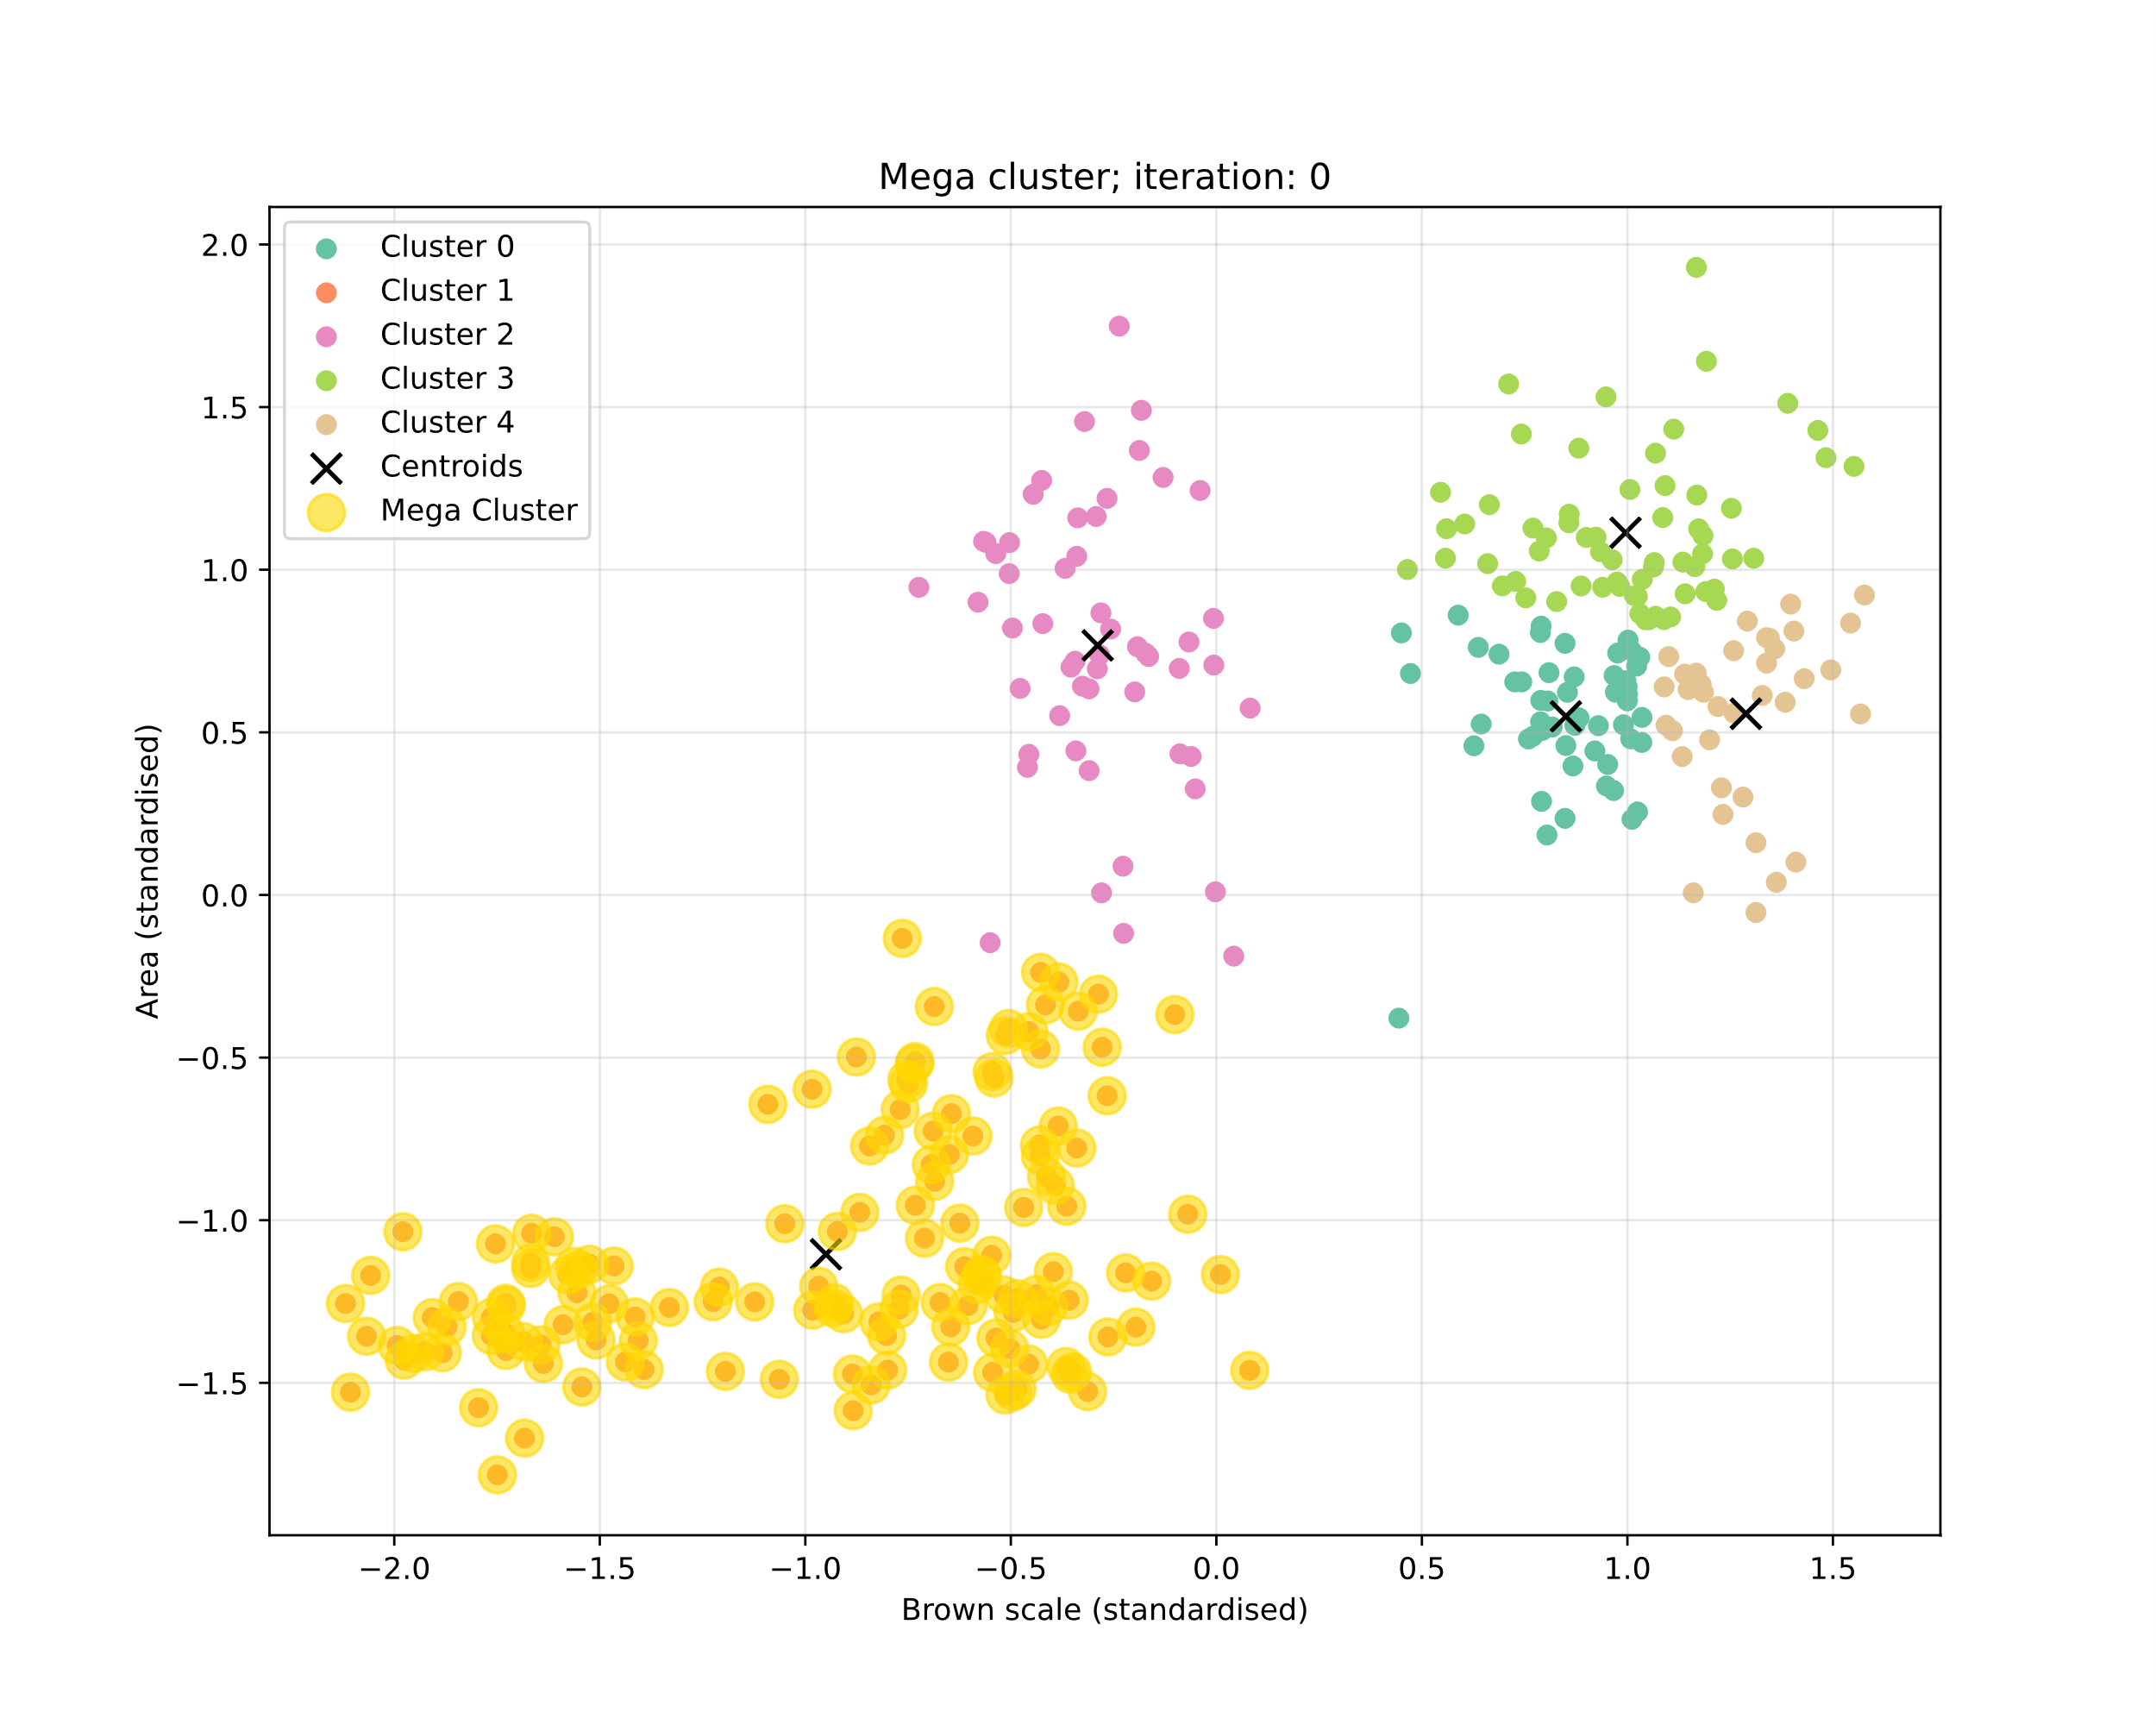 Mega cluster; iteration: 0
Cluster 0
Cluster 1
Cluster 2
Cluster 3
Cluster 4
Centroids
Mega Cluster
2.0
1.5
1.0
0.5
0.0
−0.5
−1.0
−1.5
Area (standardised)
−2.0 −1.5 −1.0 −0.5 0.0 0.5 1.0 1.5
Brown scale (standardised)